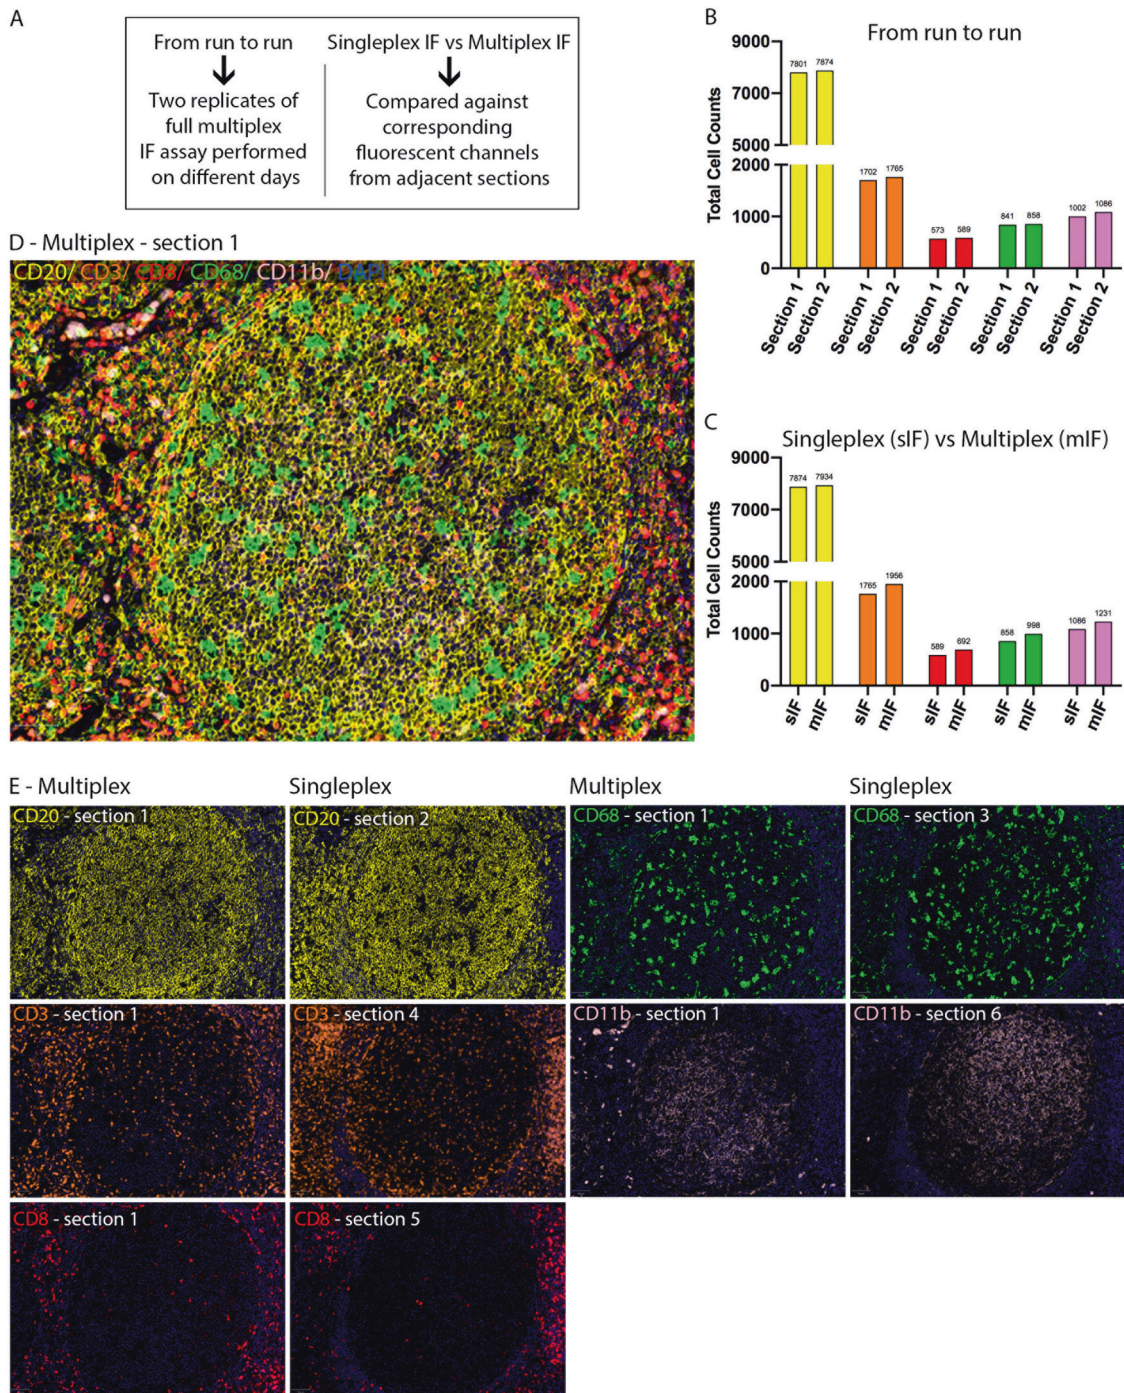 A
From run to run
Two replicates of
full multiplex
IF assay performed
on different days
Singleplex IF vs Multiplex IF
Compared against
corresponding
fluorescent channels
from adjacent sections
B
From run to run
Total Cell Counts
9000
7000
5000
2000
1000
0
7801
7874
1702
1765
573
589
841
858
1002
1086
Section 1
Section 2
Section 1
Section 2
Section 1
Section 2
Section 1
Section 2
Section 1
Section 2
C
Singleplex (sIF) vs Multiplex (mIF)
Total Cell Counts
9000
7000
5000
2000
1000
0
7874
7934
1765
1956
589
692
858
998
1086
1231
sIF
mIF
sIF
mIF
sIF
mIF
sIF
mIF
sIF
mIF
D - Multiplex - section 1
CD20/ CD3/ CD8/ CD68/ CD11b/ DAPI
E - Multiplex
Singleplex
Multiplex
Singleplex
CD20 - section 1
CD20 - section 2
CD68 - section 1
CD68 - section 3
CD3 - section 1
CD3 - section 4
CD11b - section 1
CD11b - section 6
CD8 - section 1
CD8 - section 5